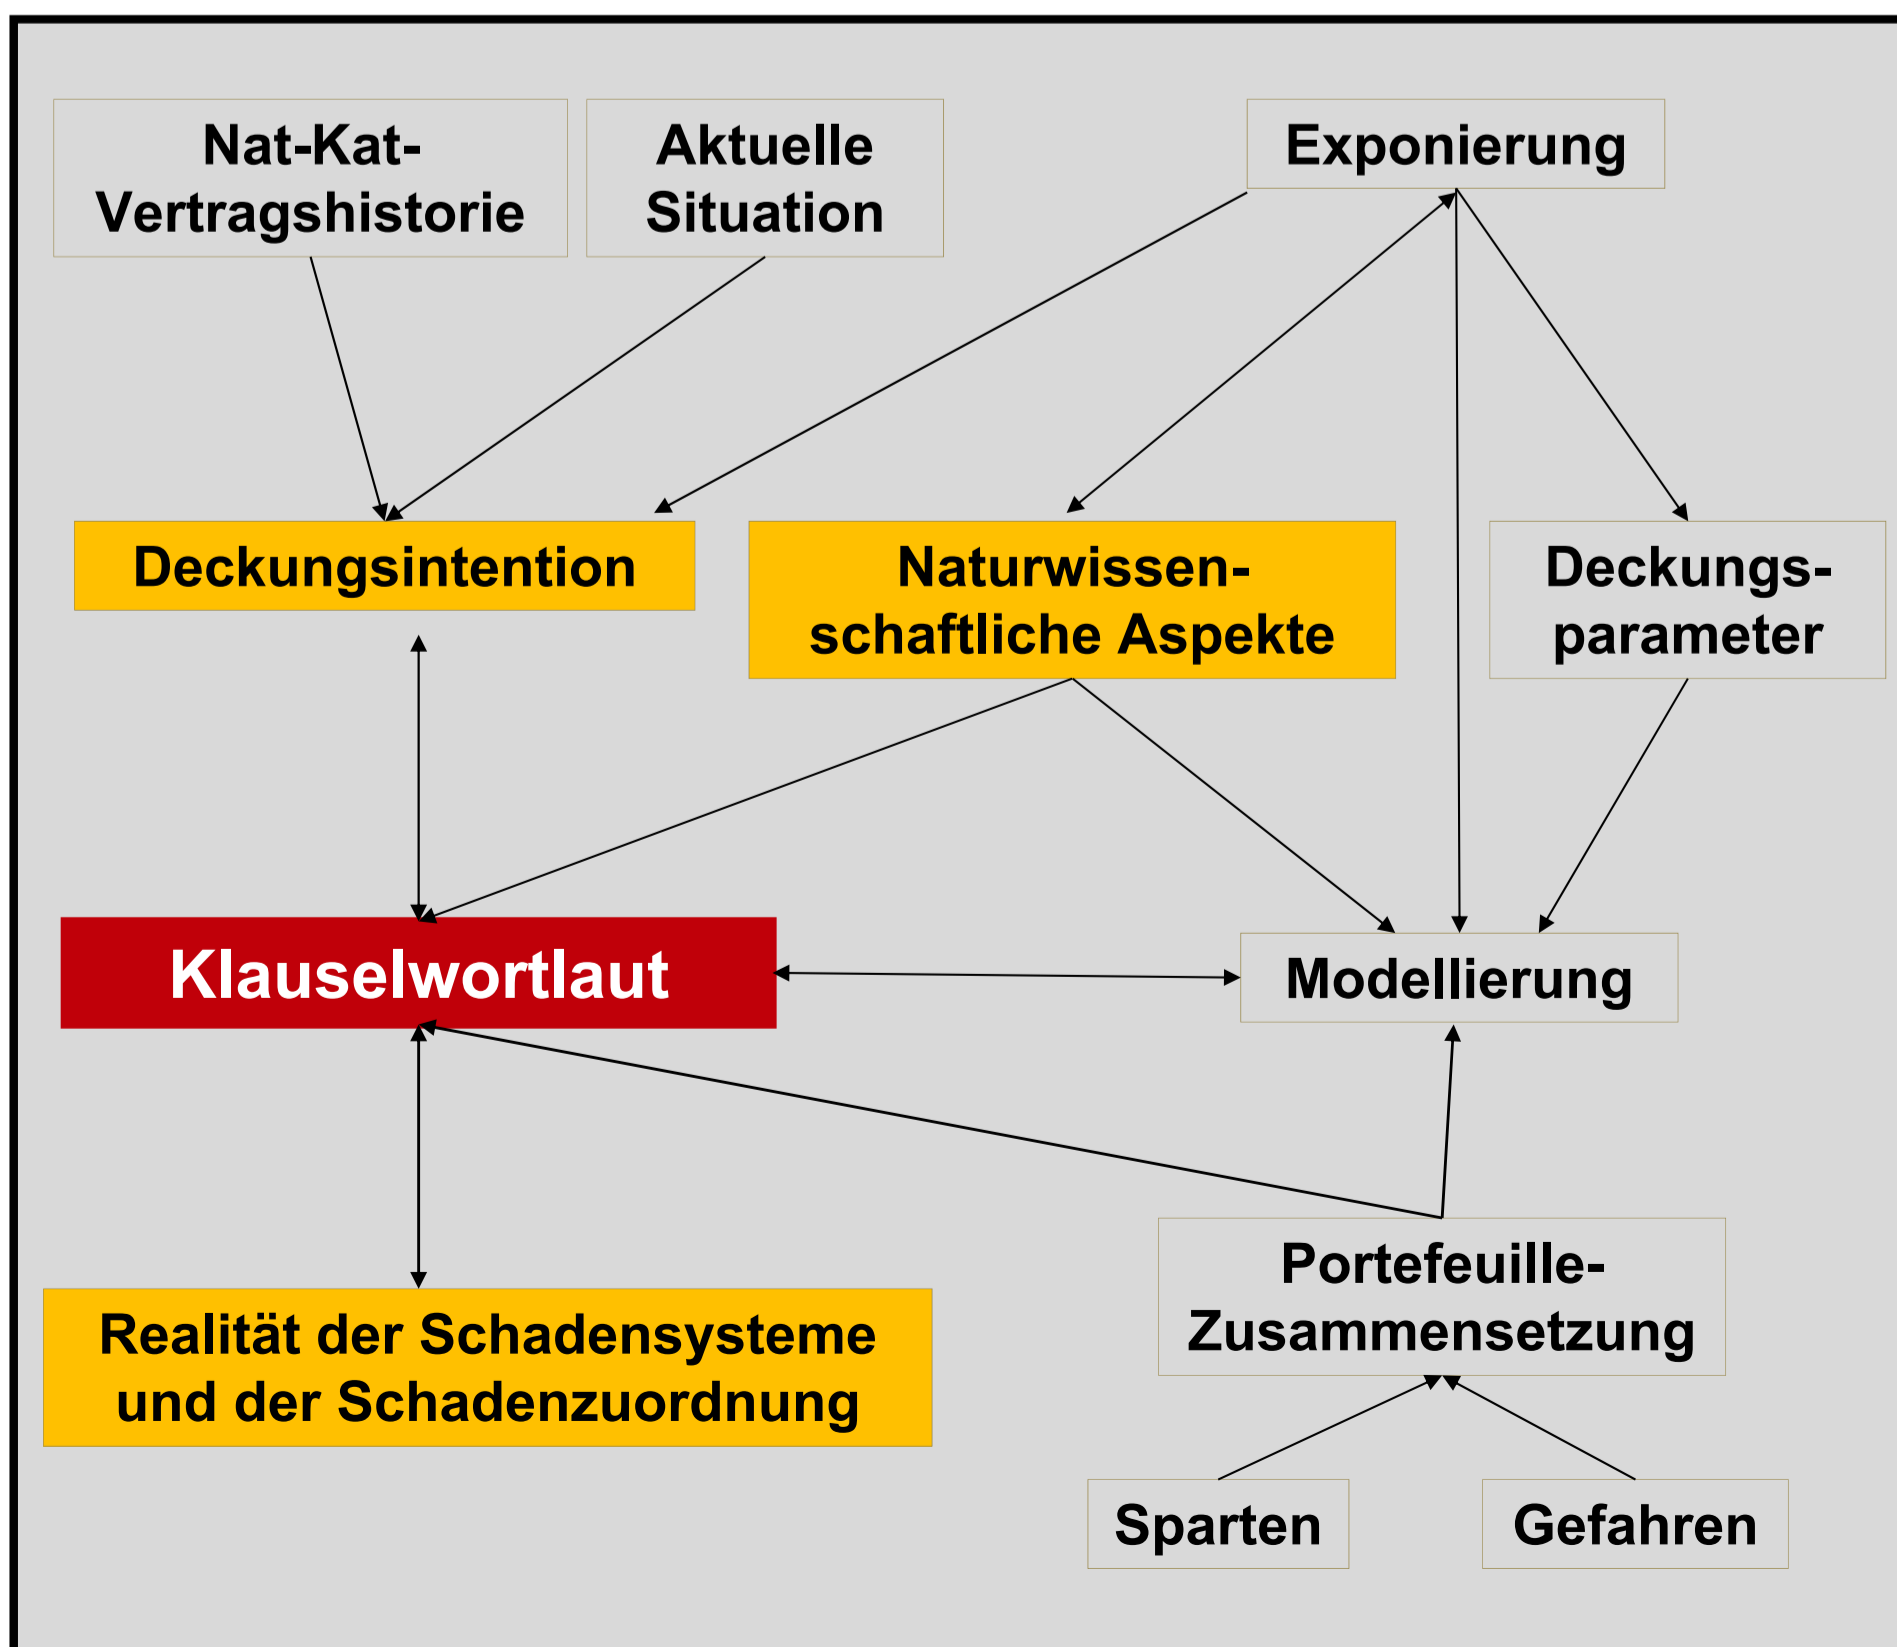 Nat-Kat-
Vertragshistorie
Aktuelle
Situation
Exponierung
Deckungsintention
Naturwissen-
schaftliche Aspekte
Deckungs-
parameter
Klauselwortlaut
Modellierung
Realität der Schadensysteme
und der Schadenzuordnung
Portefeuille-
Zusammensetzung
Sparten
Gefahren